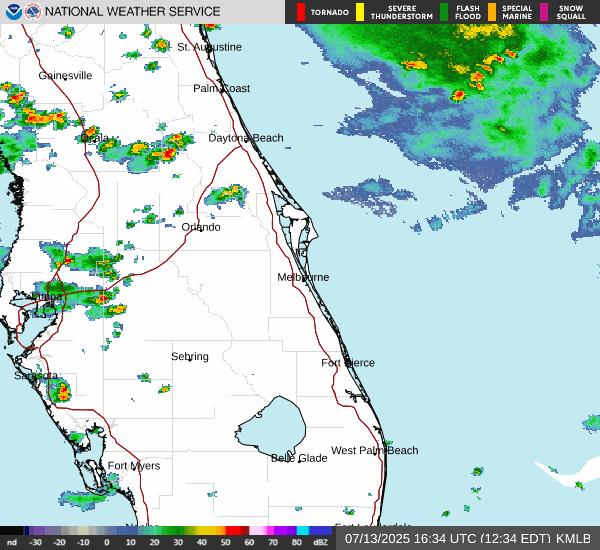 NATIONAL WEATHER SERVICE
TORNADO
SEVERE THUNDERSTORM
FLASH FLOOD
SPECIAL MARINE
SNOW SQUALL
St. Augustine
Gainesville
Palm Coast
Ocala
Daytona Beach
Orlando
Melbourne
Tampa
Sebring
Fort Pierce
Sarasota
West Palm Beach
Belle Glade
Fort Myers
Fort Lauderdale
nd -30 -20 -10 0 10 20 30 40 50 60 70 80 dBZ
07/13/2025 16:34 UTC (12:34 EDT) KMLB